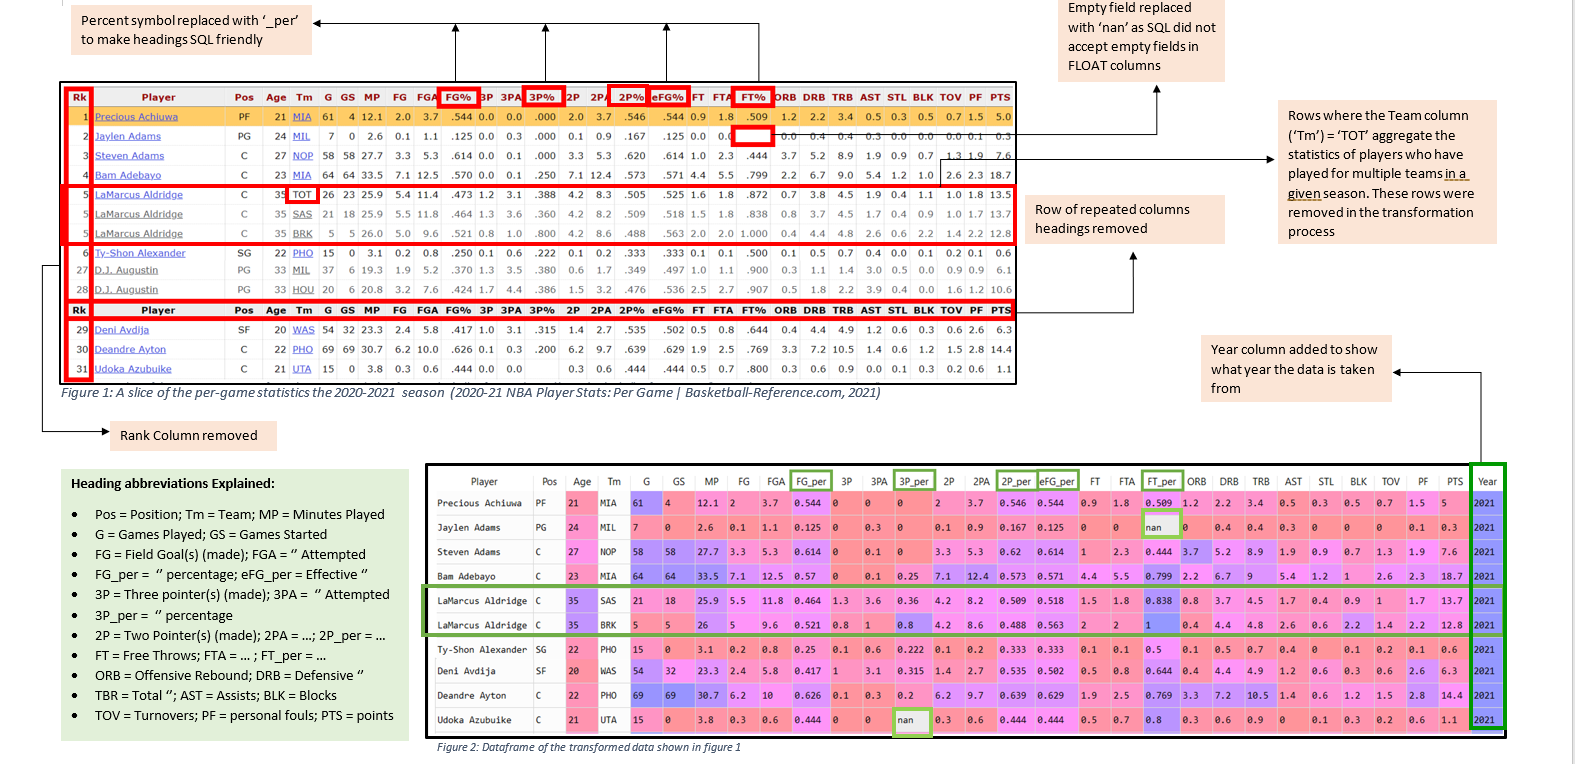 Percent symbol replaced with ‘_per’
to make headings SQL friendly
Empty field replaced
with ‘nan’ as SQL did not
accept empty fields in
FLOAT columns
Rows where the Team column
(‘Tm’) = ‘TOT’ aggregate the
statistics of players who have
played for multiple teams in a
given season. These rows were
removed in the transformation
process
Row of repeated columns
headings removed
Rk Player Pos Age Tm G GS MP FG FGA FG% 3P 3PA 3P% 2P 2PA 2P% eFG% FT FTA FT% ORB DRB TRB AST STL BLK TOV PF PTS
1 Precious Achiuwa PF 21 MIA 61 4 12.1 2.0 3.7 .544 0.0 0.0 .000 2.0 3.7 .546 .544 0.9 1.8 .509 1.2 2.2 3.4 0.5 0.3 0.5 0.7 1.5 5.0
2 Jaylen Adams PG 24 MIL 7 0 2.6 0.1 1.1 .125 0.0 0.3 .000 0.1 0.9 .167 .125 0.0 0.0 0.0 0.4 0.4 0.3 0.0 0.0 0.0 0.1 0.3
3 Steven Adams C 27 NOP 58 58 27.7 3.3 5.3 .614 0.0 0.1 .000 3.3 5.3 .620 .614 1.0 2.3 .444 3.7 5.2 8.9 1.9 0.9 0.7 1.3 1.9 7.6
4 Bam Adebayo C 23 MIA 64 64 33.5 7.1 12.5 .570 0.0 0.1 .250 7.1 12.4 .573 .571 4.4 5.5 .799 2.2 6.7 9.0 5.4 1.2 1.0 2.6 2.3 18.7
5 LaMarcus Aldridge C 35 TOT 26 23 25.9 5.4 11.4 .473 1.2 3.1 .388 4.2 8.3 .505 .525 1.6 1.8 .872 0.7 3.8 4.5 1.9 0.4 1.1 1.0 1.8 13.5
5 LaMarcus Aldridge C 35 SAS 21 18 25.9 5.5 11.8 .464 1.3 3.6 .360 4.2 8.2 .509 .518 1.5 1.8 .838 0.8 3.7 4.5 1.7 0.4 0.9 1.0 1.7 13.7
5 LaMarcus Aldridge C 35 BRK 5 5 26.0 5.0 9.6 .521 0.8 1.0 .800 4.2 8.6 .488 .563 2.0 2.0 1.000 0.4 4.4 4.8 2.6 0.6 2.2 1.4 2.2 12.8
6 Ty-Shon Alexander SG 22 PHO 15 0 3.1 0.2 0.8 .250 0.1 0.6 .222 0.1 0.2 .333 .333 0.1 0.1 .500 0.1 0.5 0.7 0.4 0.0 0.1 0.2 0.1 0.6
27 D.J. Augustin PG 33 MIL 37 6 19.3 1.9 5.2 .370 1.3 3.5 .380 0.6 1.7 .349 .497 1.0 1.1 .900 0.3 1.1 1.4 3.0 0.5 0.0 0.9 0.9 6.1
28 D.J. Augustin PG 33 HOU 20 6 20.8 3.2 7.6 .424 1.7 4.4 .386 1.5 3.2 .476 .536 2.5 2.7 .907 0.5 1.8 2.2 3.9 0.4 0.0 1.6 1.2 10.6
Rk Player Pos Age Tm G GS MP FG FGA FG% 3P 3PA 3P% 2P 2PA 2P% eFG% FT FTA FT% ORB DRB TRB AST STL BLK TOV PF PTS
29 Deni Avdija SF 20 WAS 54 32 23.3 2.4 5.8 .417 1.0 3.1 .315 1.4 2.7 .535 .502 0.5 0.8 .644 0.4 4.4 4.9 1.2 0.6 0.3 0.6 2.6 6.3
30 Deandre Ayton C 22 PHO 69 69 30.7 6.2 10.0 .626 0.1 0.3 .200 6.2 9.7 .639 .629 1.9 2.5 .769 3.3 7.2 10.5 1.4 0.6 1.2 1.5 2.8 14.4
31 Udoka Azubuike C 21 UTA 15 0 3.8 0.3 0.6 .444 0.0 0.0 0.3 0.6 .444 .444 0.5 0.7 .800 0.3 0.6 0.9 0.0 0.1 0.3 0.2 0.6 1.1
Figure 1: A slice of the per-game statistics the 2020-2021 season (2020-21 NBA Player Stats: Per Game | Basketball-Reference.com, 2021)
Year column added to show
what year the data is taken
from
Rank Column removed
Heading abbreviations Explained:
• Pos = Position; Tm = Team; MP = Minutes Played
• G = Games Played; GS = Games Started
• FG = Field Goal(s) (made); FGA = ‘’ Attempted
• FG_per = ‘’ percentage; eFG_per = Effective ‘’
• 3P = Three pointer(s) (made); 3PA = ‘’ Attempted
• 3P_per = ‘’ percentage
• 2P = Two Pointer(s) (made); 2PA = …; 2P_per = …
• FT = Free Throws; FTA = … ; FT_per = …
• ORB = Offensive Rebound; DRB = Defensive ‘’
• TBR = Total ‘’; AST = Assists; BLK = Blocks
• TOV = Turnovers; PF = personal fouls; PTS = points
Player Pos Age Tm G GS MP FG FGA FG_per 3P 3PA 3P_per 2P 2PA 2P_per eFG_per FT FTA FT_per ORB DRB TRB AST STL BLK TOV PF PTS Year
Precious Achiuwa PF 21 MIA 61 4 12.1 2 3.7 0.544 0 0 0 2 3.7 0.546 0.544 0.9 1.8 0.509 1.2 2.2 3.4 0.5 0.3 0.5 0.7 1.5 5 2021
Jaylen Adams PG 24 MIL 7 0 2.6 0.1 1.1 0.125 0 0.3 0 0.1 0.9 0.167 0.125 0 0 nan 0 0.4 0.4 0.3 0 0 0 0.1 0.3 2021
Steven Adams C 27 NOP 58 58 27.7 3.3 5.3 0.614 0 0.1 0 3.3 5.3 0.62 0.614 1 2.3 0.444 3.7 5.2 8.9 1.9 0.9 0.7 1.3 1.9 7.6 2021
Bam Adebayo C 23 MIA 64 64 33.5 7.1 12.5 0.57 0 0.1 0.25 7.1 12.4 0.573 0.571 4.4 5.5 0.799 2.2 6.7 9 5.4 1.2 1 2.6 2.3 18.7 2021
LaMarcus Aldridge C 35 SAS 21 18 25.9 5.5 11.8 0.464 1.3 3.6 0.36 4.2 8.2 0.509 0.518 1.5 1.8 0.838 0.8 3.7 4.5 1.7 0.4 0.9 1 1.7 13.7 2021
LaMarcus Aldridge C 35 BRK 5 5 26 5 9.6 0.521 0.8 1 0.8 4.2 8.6 0.488 0.563 2 2 1 0.4 4.4 4.8 2.6 0.6 2.2 1.4 2.2 12.8 2021
Ty-Shon Alexander SG 22 PHO 15 0 3.1 0.2 0.8 0.25 0.1 0.6 0.222 0.1 0.2 0.333 0.333 0.1 0.1 0.5 0.1 0.5 0.7 0.4 0 0.1 0.2 0.1 0.6 2021
Deni Avdija SF 20 WAS 54 32 23.3 2.4 5.8 0.417 1 3.1 0.315 1.4 2.7 0.535 0.502 0.5 0.8 0.644 0.4 4.4 4.9 1.2 0.6 0.3 0.6 2.6 6.3 2021
Deandre Ayton C 22 PHO 69 69 30.7 6.2 10 0.626 0.1 0.3 0.2 6.2 9.7 0.639 0.629 1.9 2.5 0.769 3.3 7.2 10.5 1.4 0.6 1.2 1.5 2.8 14.4 2021
Udoka Azubuike C 21 UTA 15 0 3.8 0.3 0.6 0.444 0 0 nan 0.3 0.6 0.444 0.444 0.5 0.7 0.8 0.3 0.6 0.9 0 0.1 0.3 0.2 0.6 1.1 2021
Figure 2: Dataframe of the transformed data shown in figure 1